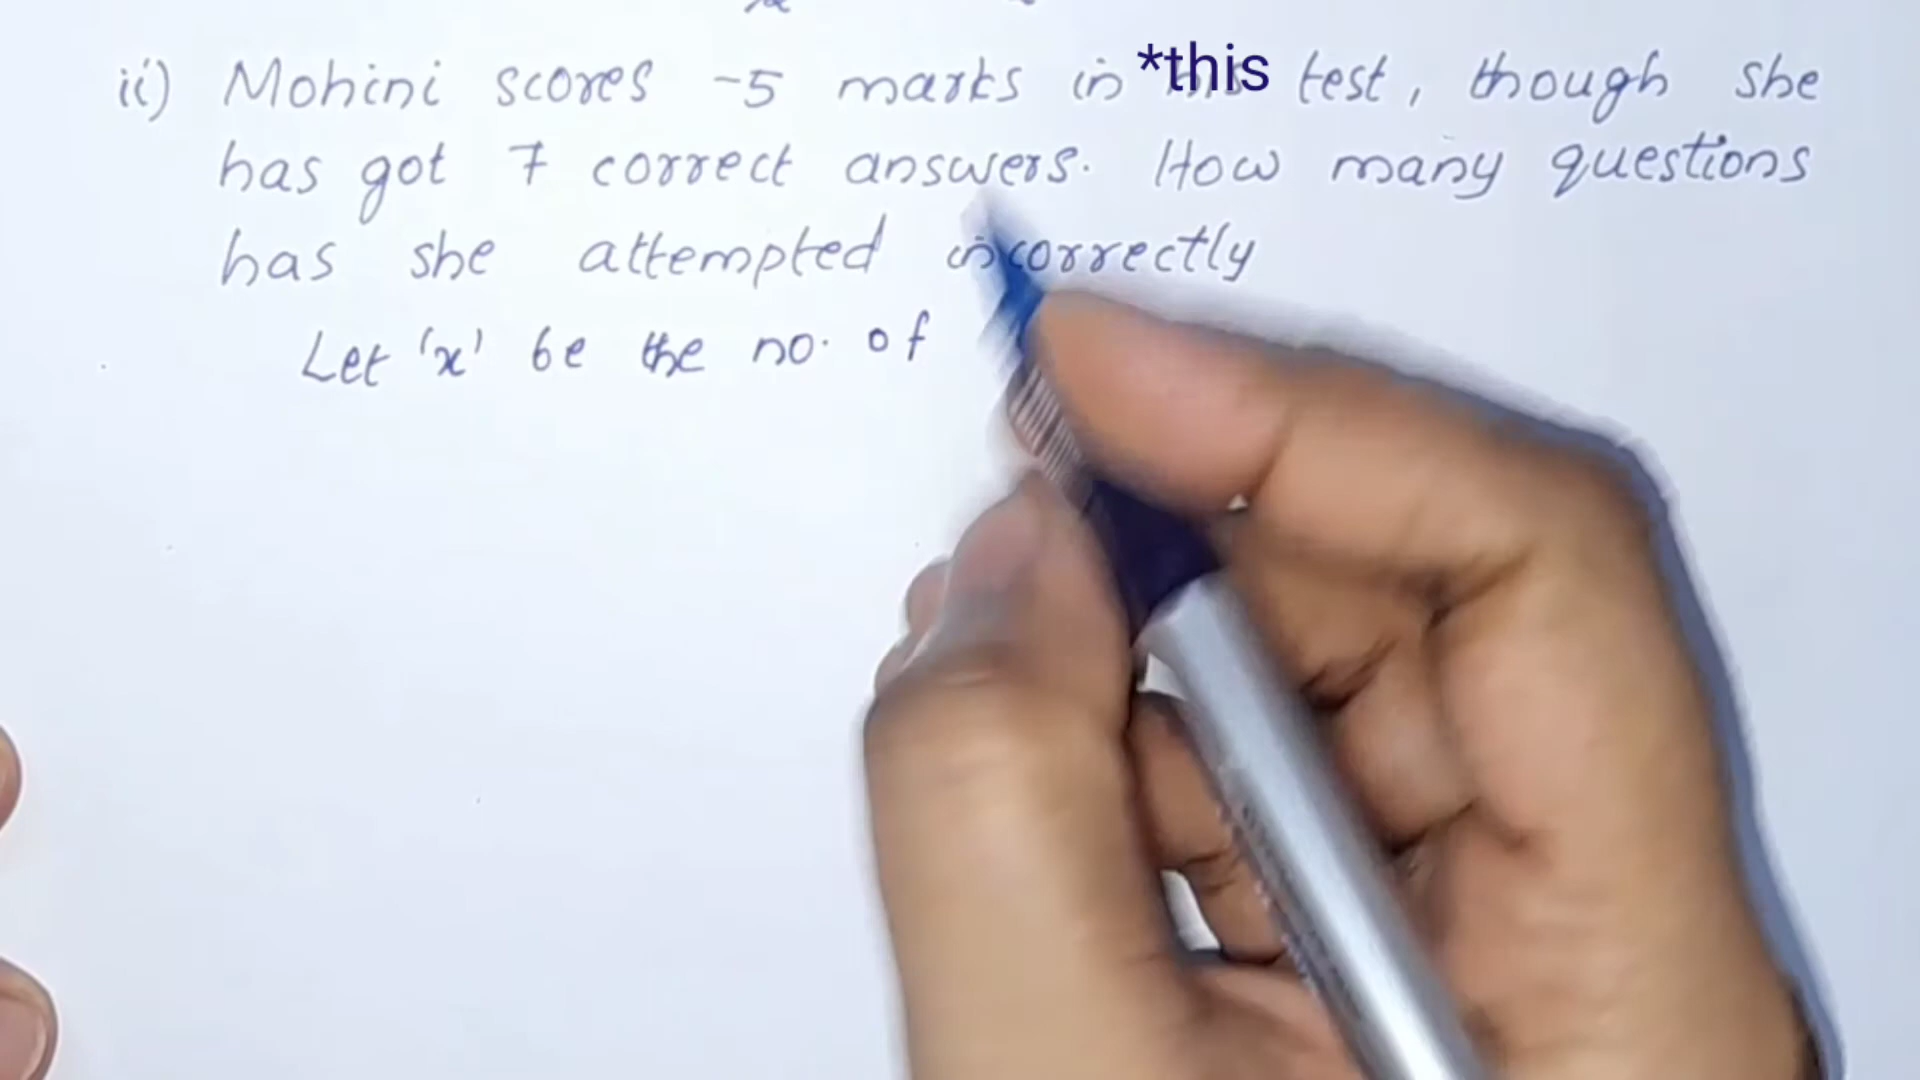 ii) Mohini scores -5 marks in *this test, though she
has got 7 correct answers. How many questions
has she attempted incorrectly
Let 'x' be the no. of